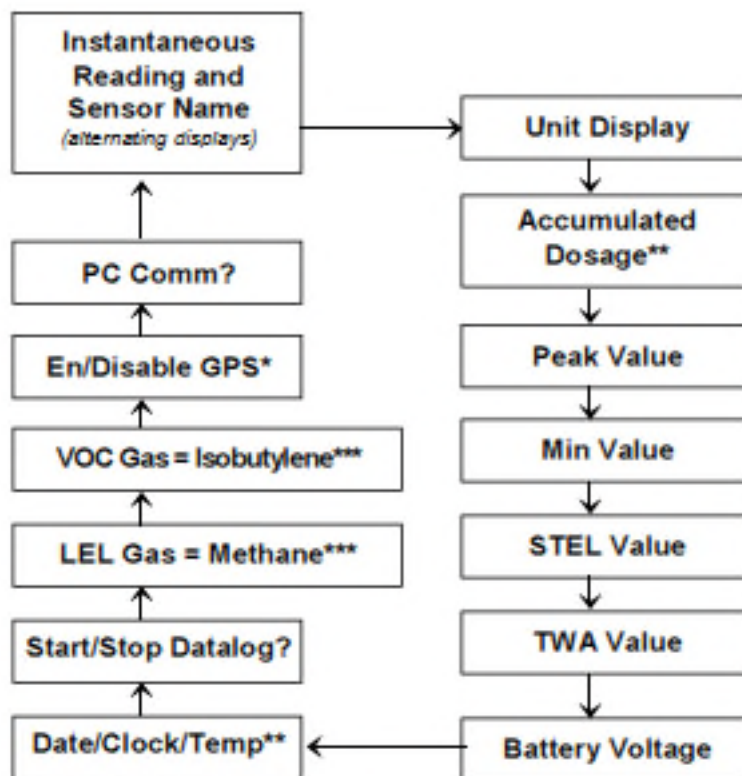 Instantaneous
Reading and
Sensor Name
(alternating displays)
Unit Display
Accumulated
Dosage**
Peak Value
Min Value
STEL Value
TWA Value
Battery Voltage
Date/Clock/Temp**
Start/Stop Datalog?
LEL Gas = Methane***
VOC Gas = Isobutylene***
En/Disable GPS*
PC Comm?